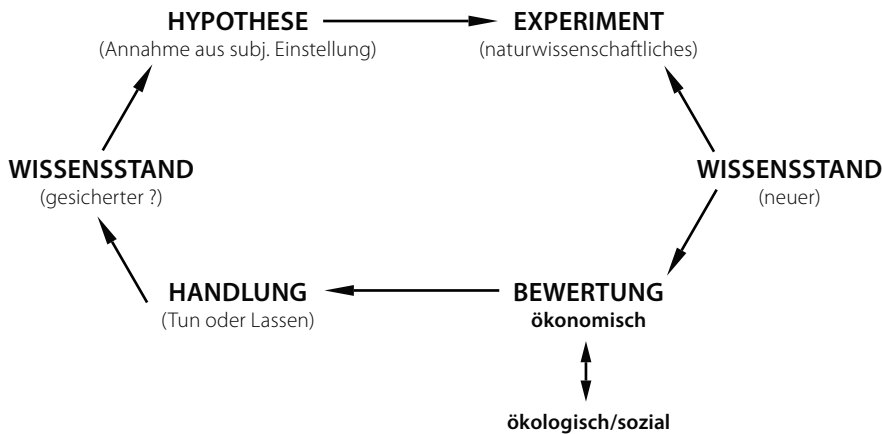 HYPOTHESE
(Annahme aus subj. Einstellung)
EXPERIMENT
(naturwissenschaftliches)
WISSENSSTAND
(gesicherter ?)
WISSENSSTAND
(neuer)
HANDLUNG
(Tun oder Lassen)
BEWERTUNG
ökonomisch
ökologisch/sozial